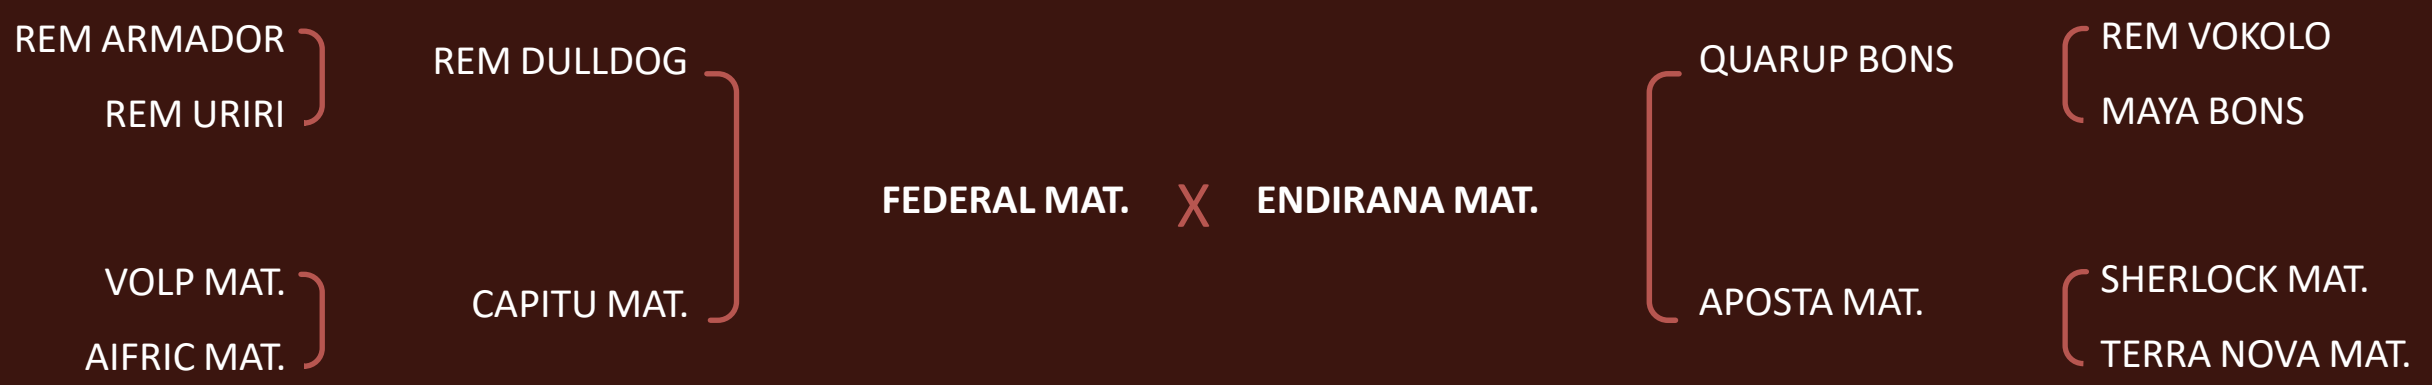 REM ARMADOR
REM URIRI
VOLP MAT.
AIFRIC MAT.
REM DULLDOG
CAPITU MAT.
FEDERAL MAT. X ENDIRANA MAT.
QUARUP BONS
APOSTA MAT.
REM VOKOLO
MAYA BONS
SHERLOCK MAT.
TERRA NOVA MAT.